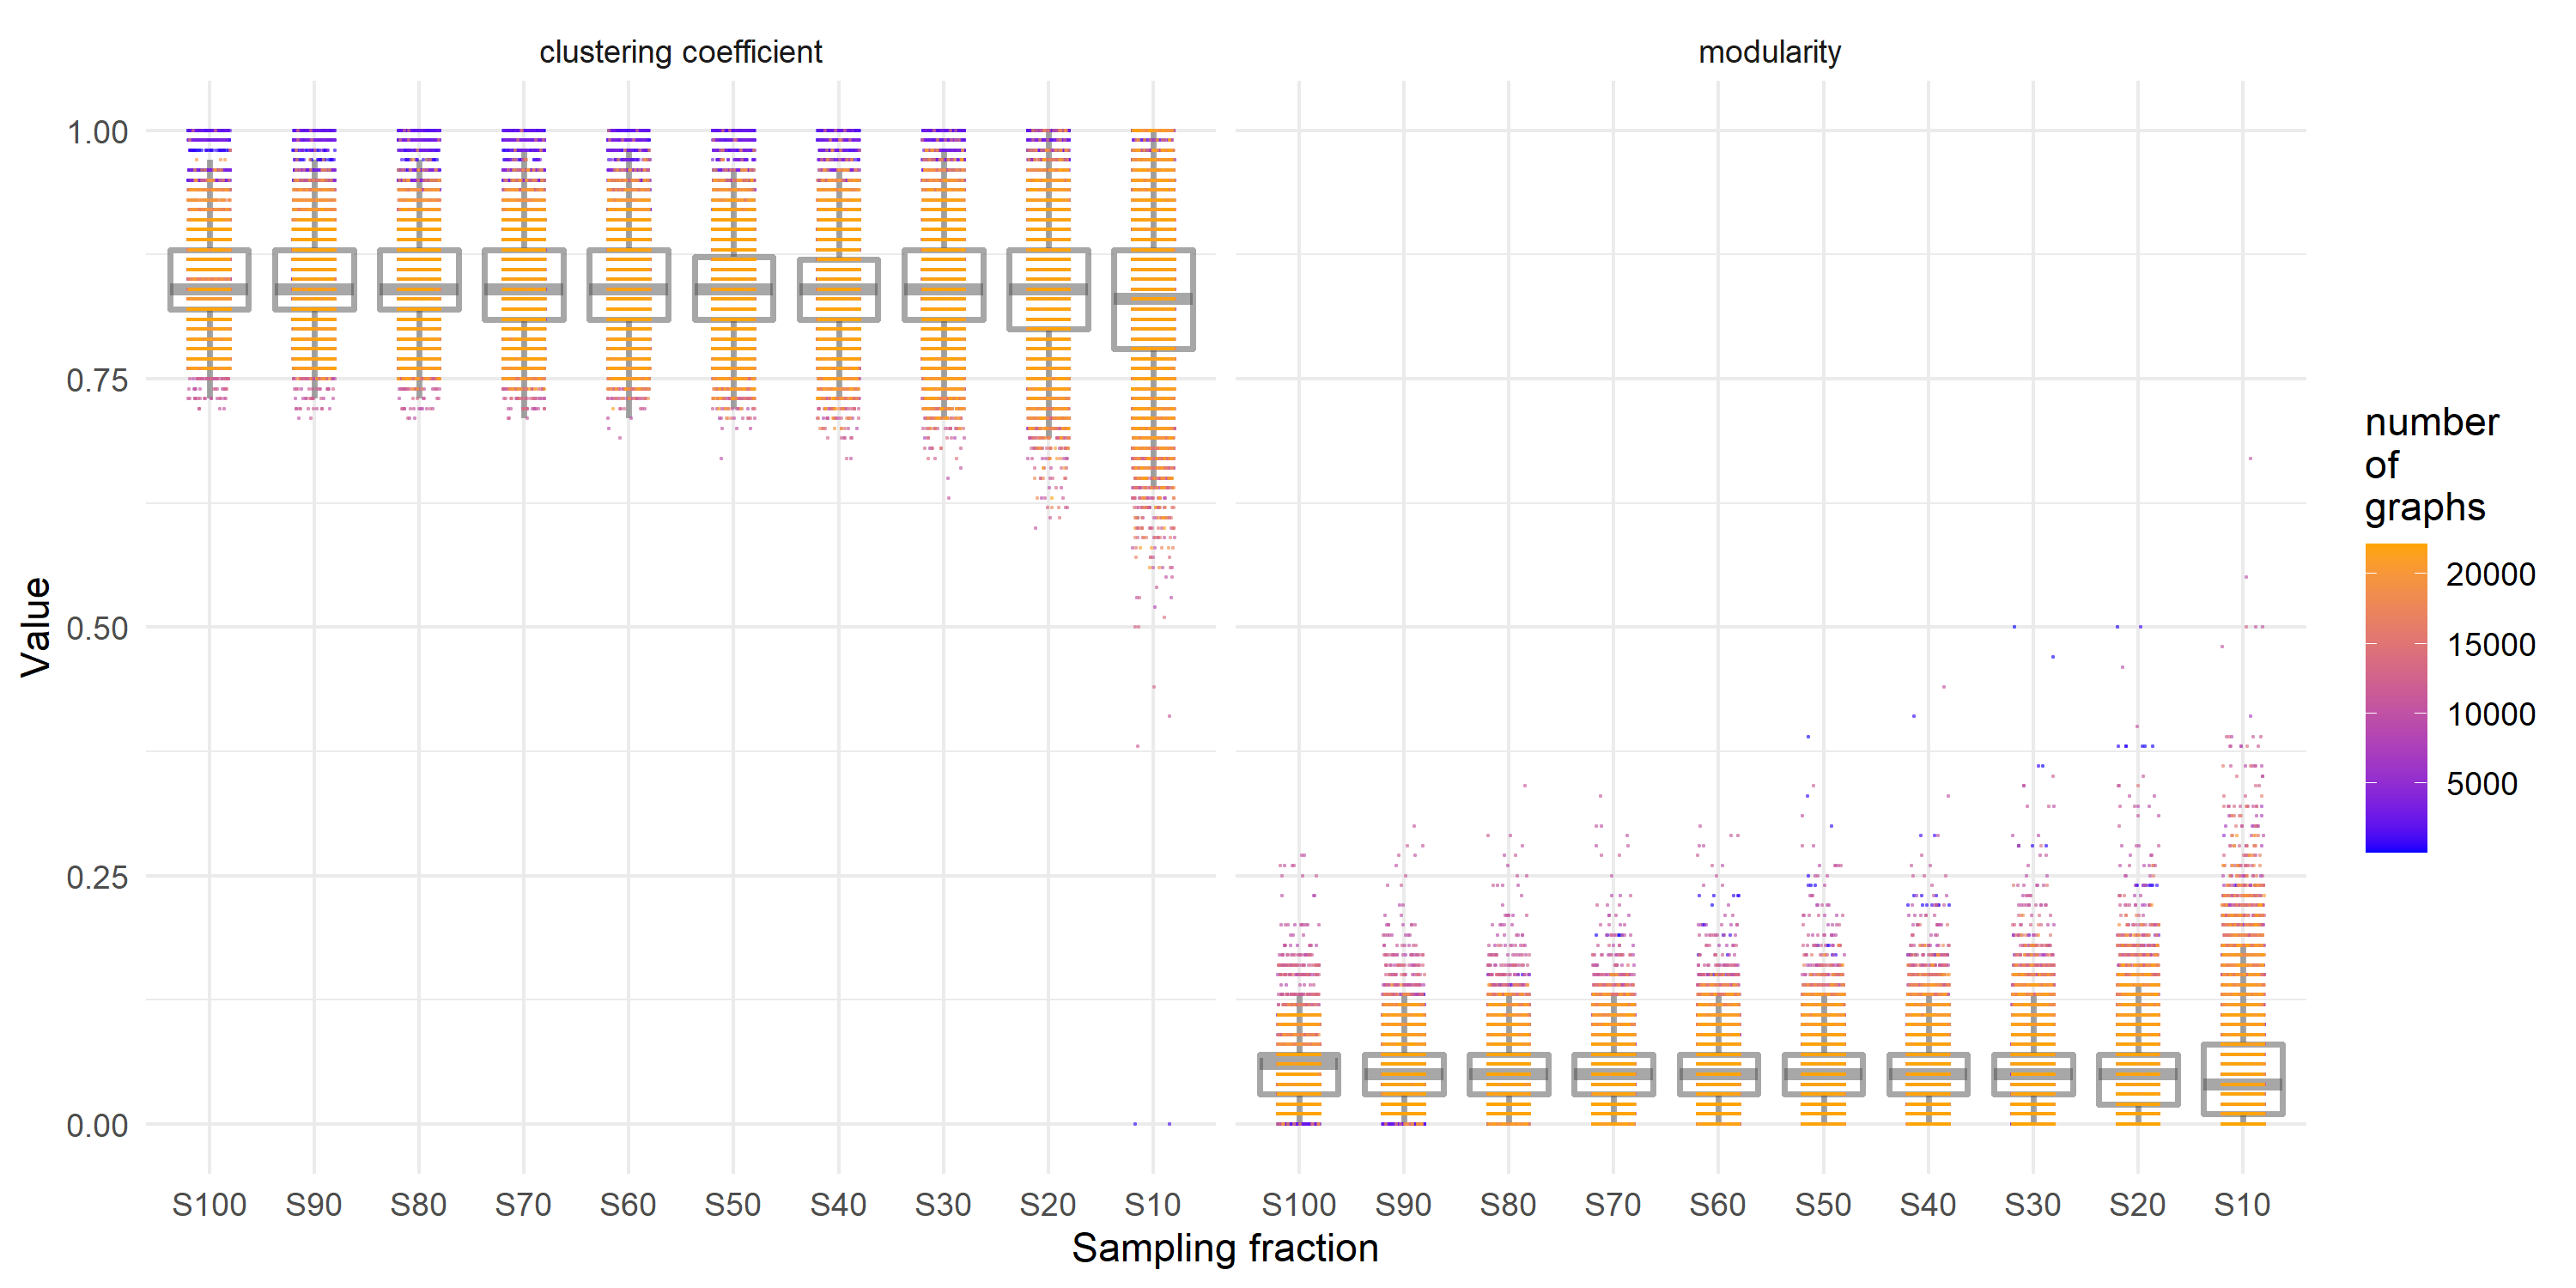 clustering coefficient
modularity
1.00
0.75
0.50
0.25
0.00
Value
S100 S90 S80 S70 S60 S50 S40 S30 S20 S10
S100 S90 S80 S70 S60 S50 S40 S30 S20 S10
Sampling fraction
number
of
graphs
20000
15000
10000
5000